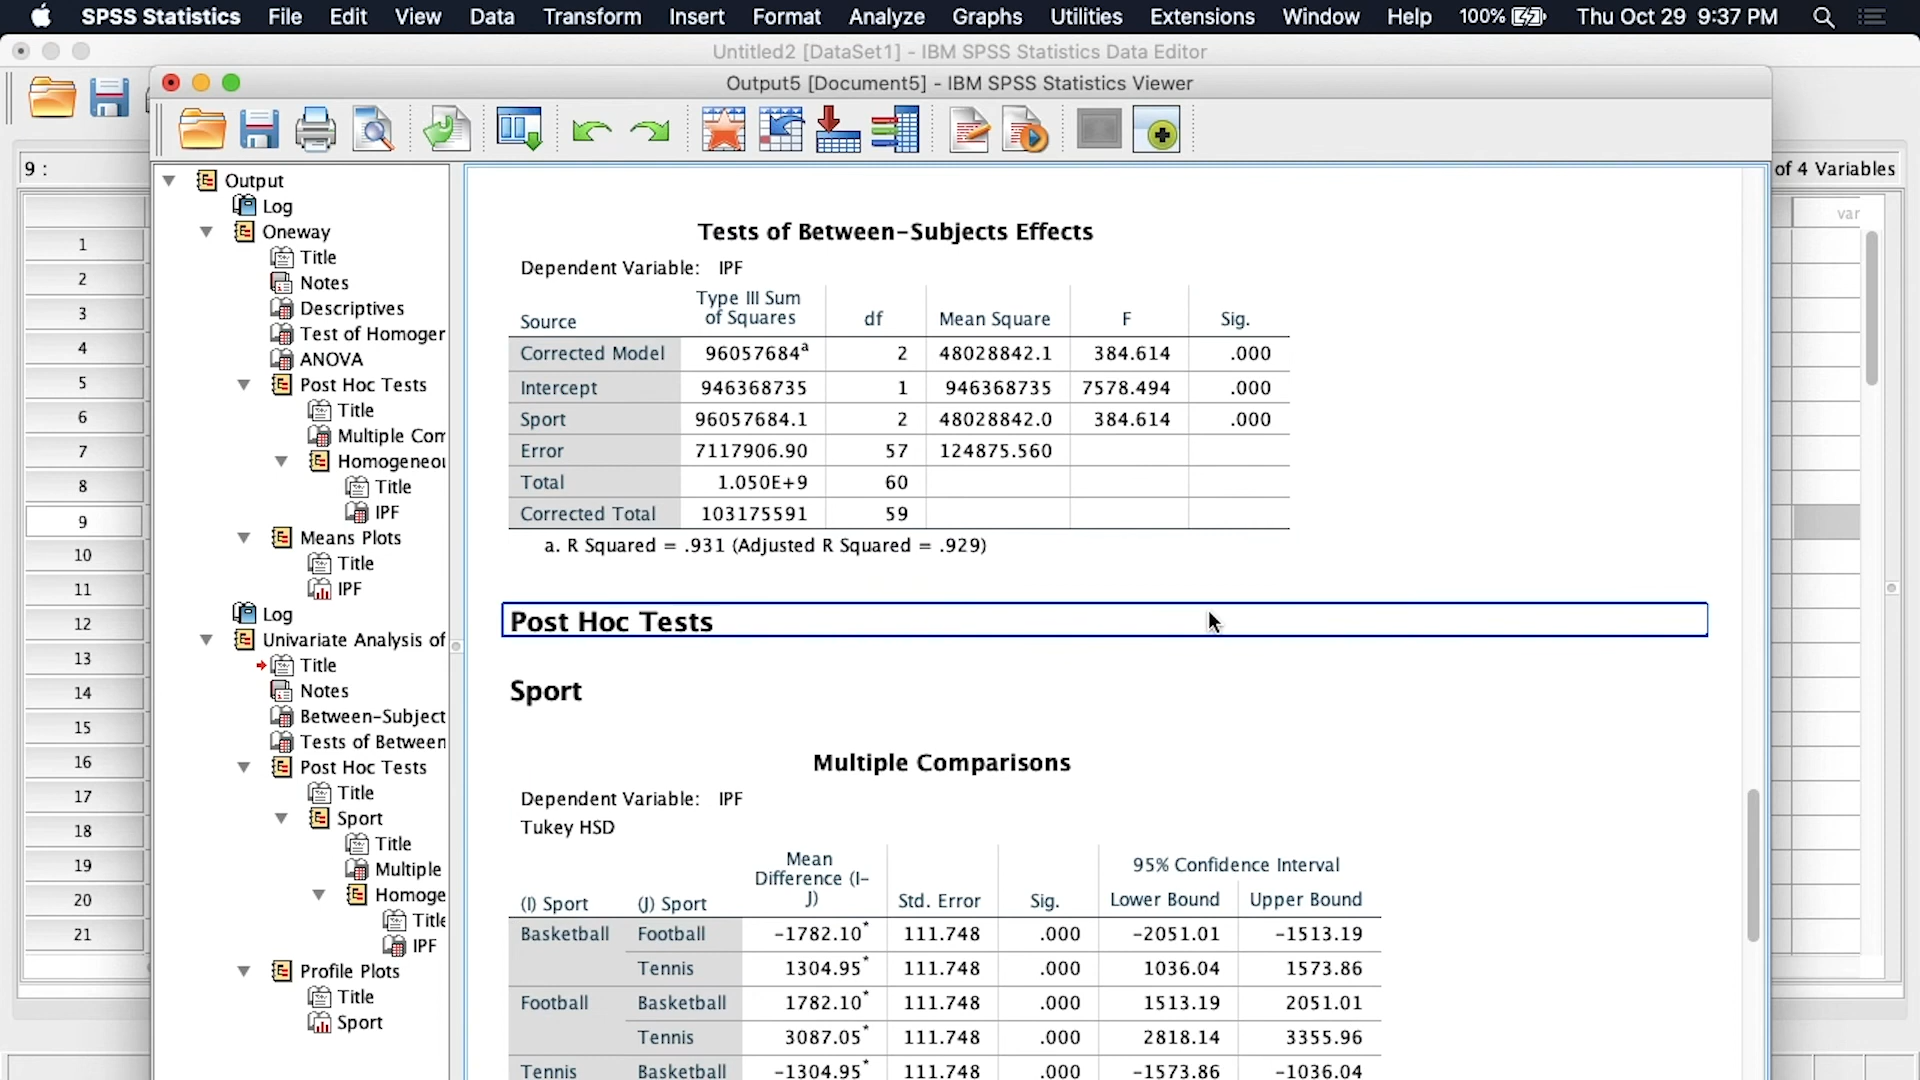 SPSS Statistics File Edit View Data Transform Insert Format Analyze Graphs Utilities Extensions Window Help 100% Thu Oct 29 9:37 PM
Untitled2 [DataSet1] - IBM SPSS Statistics Data Editor
Output5 [Document5] - IBM SPSS Statistics Viewer
9 :
of 4 Variables
var
1
2
3
4
5
6
7
8
9
10
11
12
13
14
15
16
17
18
19
20
21
Output
Log
Oneway
Title
Notes
Descriptives
Test of Homoger
ANOVA
Post Hoc Tests
Title
Multiple Com
Homogeneou
Title
IPF
Means Plots
Title
IPF
Log
Univariate Analysis of
Title
Notes
Between-Subject
Tests of Between
Post Hoc Tests
Title
Sport
Title
Multiple
Homoge
Title
IPF
Profile Plots
Title
Sport
Tests of Between-Subjects Effects
Dependent Variable: IPF
Source Type III Sum of Squares df Mean Square F Sig.
Corrected Model 96057684a 2 48028842.1 384.614 .000
Intercept 946368735 1 946368735 7578.494 .000
Sport 96057684.1 2 48028842.0 384.614 .000
Error 7117906.90 57 124875.560
Total 1.050E+9 60
Corrected Total 103175591 59
a. R Squared = .931 (Adjusted R Squared = .929)
Post Hoc Tests
Sport
Multiple Comparisons
Dependent Variable: IPF
Tukey HSD
(I) Sport (J) Sport Mean Difference (I-J) Std. Error Sig. 95% Confidence Interval
Lower Bound Upper Bound
Basketball Football -1782.10* 111.748 .000 -2051.01 -1513.19
Tennis 1304.95* 111.748 .000 1036.04 1573.86
Football Basketball 1782.10* 111.748 .000 1513.19 2051.01
Tennis 3087.05* 111.748 .000 2818.14 3355.96
Tennis Basketball -1304.95* 111.748 .000 -1573.86 -1036.04